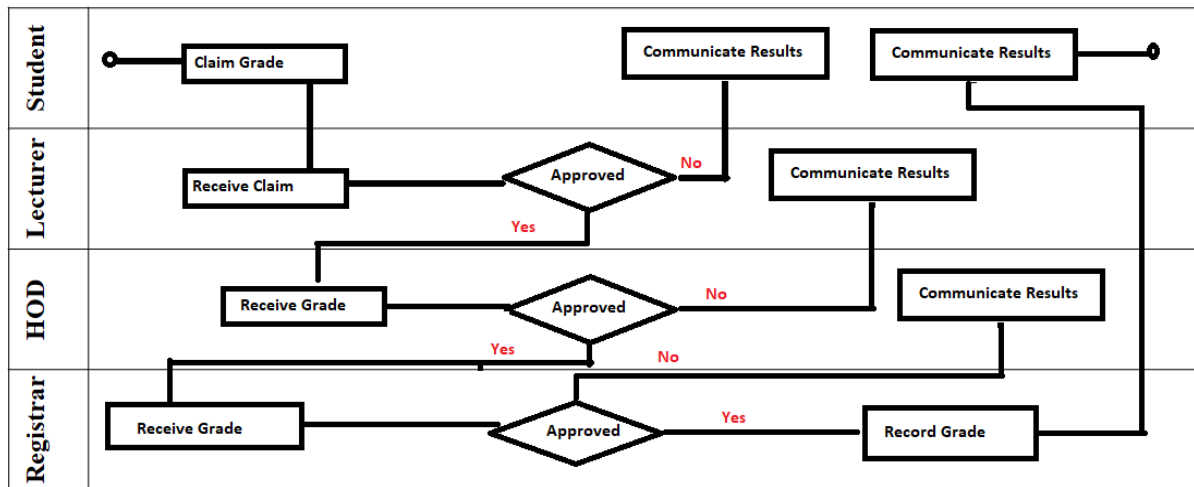 Student
Claim Grade
Communicate Results
Communicate Results
Lecturer
Receive Claim
Approved
No
Communicate Results
Yes
HOD
Receive Grade
Approved
No
Communicate Results
Yes
No
Registrar
Receive Grade
Approved
Yes
Record Grade